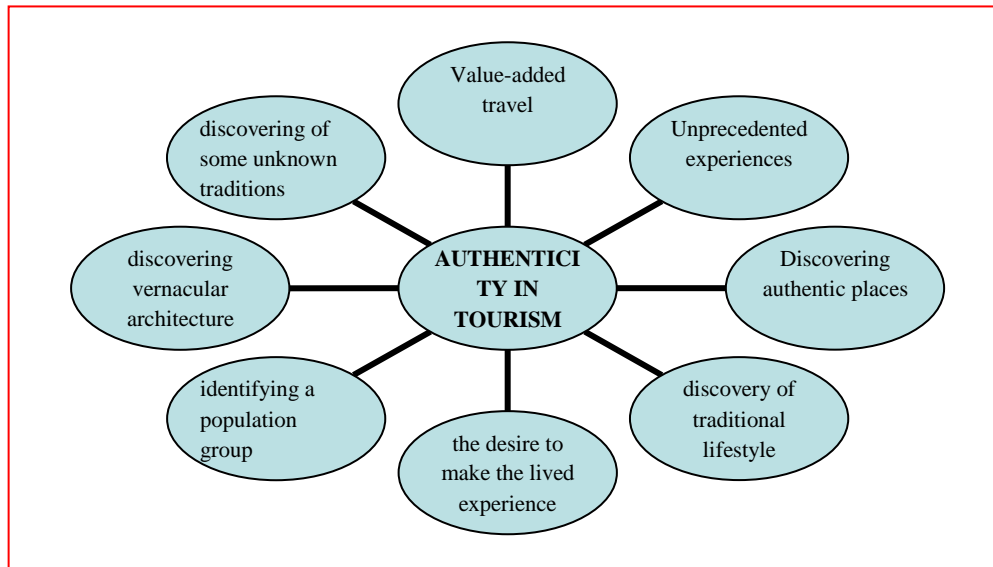 Value-added
travel
Unprecedented
experiences
Discovering
authentic places
discovery of
traditional
lifestyle
the desire to
make the lived
experience
identifying a
population
group
discovering
vernacular
architecture
discovering of
some unknown
traditions
AUTHENTICI
TY IN
TOURISM